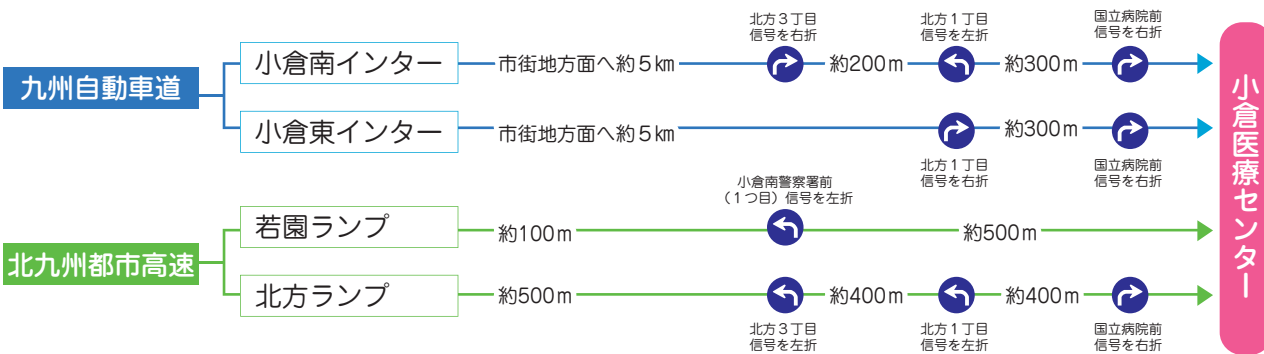 九州自動車道
小倉南インター
市街地方面へ約５㎞
北方３丁目
信号を右折
約200ｍ
北方１丁目
信号を左折
約300ｍ
国立病院前
信号を右折
小倉東インター
市街地方面へ約５㎞
北方１丁目
信号を右折
約300ｍ
国立病院前
信号を右折
北九州都市高速
若園ランプ
約100ｍ
小倉南警察署前
（１つ目）信号を左折
約500ｍ
北方ランプ
約500ｍ
北方３丁目
信号を左折
約400ｍ
北方１丁目
信号を左折
約400ｍ
国立病院前
信号を右折
小倉医療センター